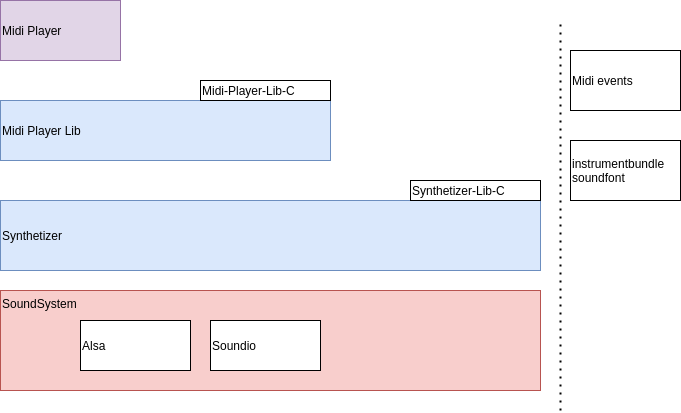 Midi Player
Midi-Player-Lib-C
Midi Player Lib
Synthetizer-Lib-C
Synthetizer
SoundSystem
Alsa
Soundio
Midi events
instrumentbundle
soundfont